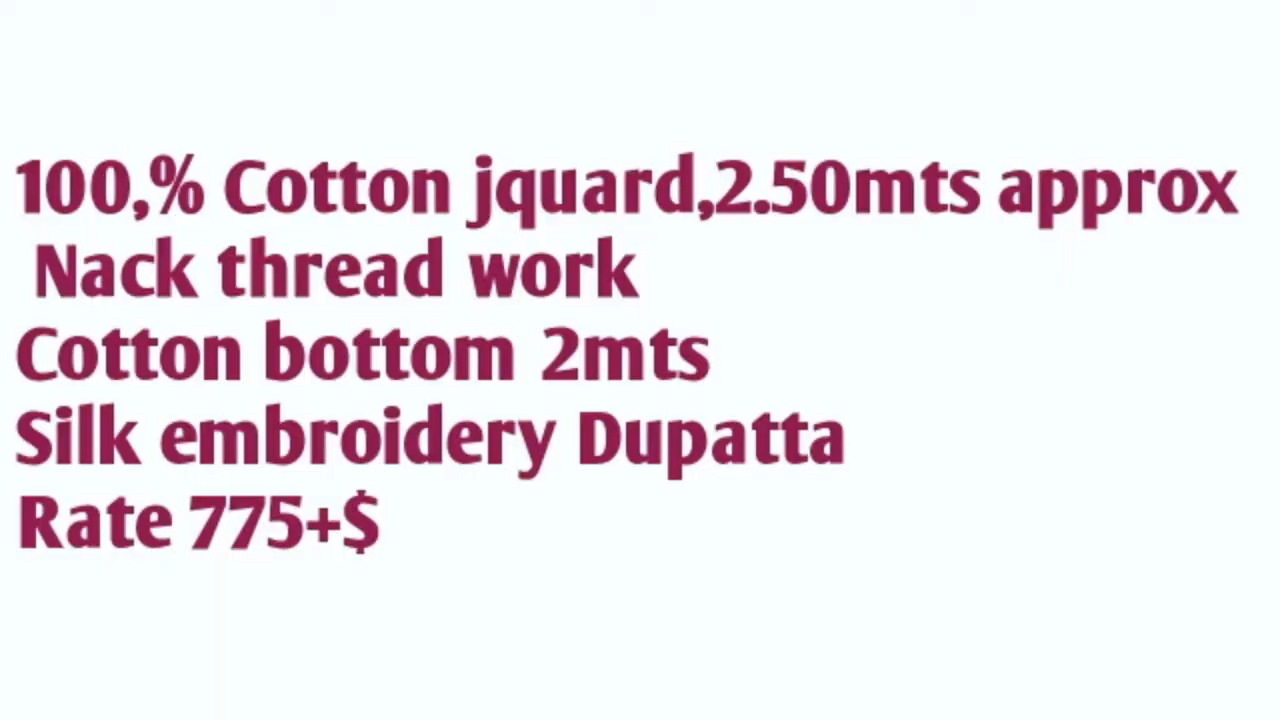 100,% Cotton jquard,2.50mts approx
Nack thread work
Cotton bottom 2mts
Silk embroidery Dupatta
Rate 775+$